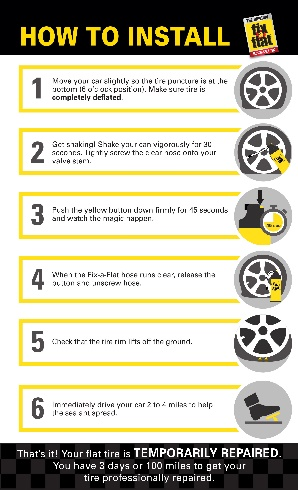 HOW TO INSTALL
fix
flat
1
Move your car slightly so the tire puncture is at the
bottom (6 o'clock position). Make sure tire is
completely deflated.
2
Get shaking! Shake your can vigorously for 30
seconds. Tightly screw the clear hose onto your
valve stem.
3
Push the yellow button down firmly for 45 seconds
and watch the magic happen.
4
When the Fix-a-Flat hose runs clear, release the
button and unscrew hose.
5
Check that the tire rim lifts off the ground.
6
Immediately drive your car 2 to 4 miles to help
the sealant spread.
That's it! Your flat tire is TEMPORARILY REPAIRED.
You have 3 days or 100 miles to get your
tire professionally repaired.